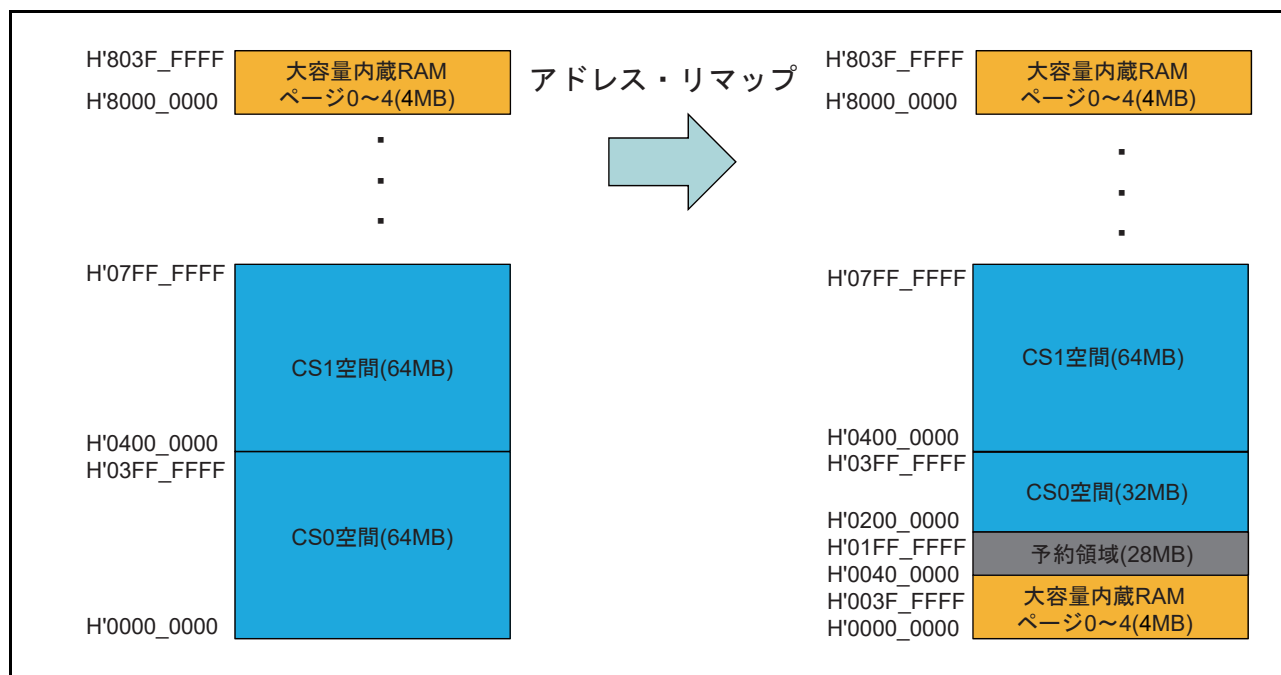 H'803F_FFFF
大容量内蔵RAM
ページ0～4(4MB)
H'8000_0000
・
・
・
H'07FF_FFFF
CS1空間(64MB)
H'0400_0000
H'03FF_FFFF
CS0空間(64MB)
H'0000_0000
アドレス・リマップ
H'803F_FFFF
大容量内蔵RAM
ページ0～4(4MB)
H'8000_0000
・
・
・
H'07FF_FFFF
CS1空間(64MB)
H'0400_0000
H'03FF_FFFF
CS0空間(32MB)
H'0200_0000
H'01FF_FFFF
予約領域(28MB)
H'0040_0000
H'003F_FFFF
大容量内蔵RAM
ページ0～4(4MB)
H'0000_0000